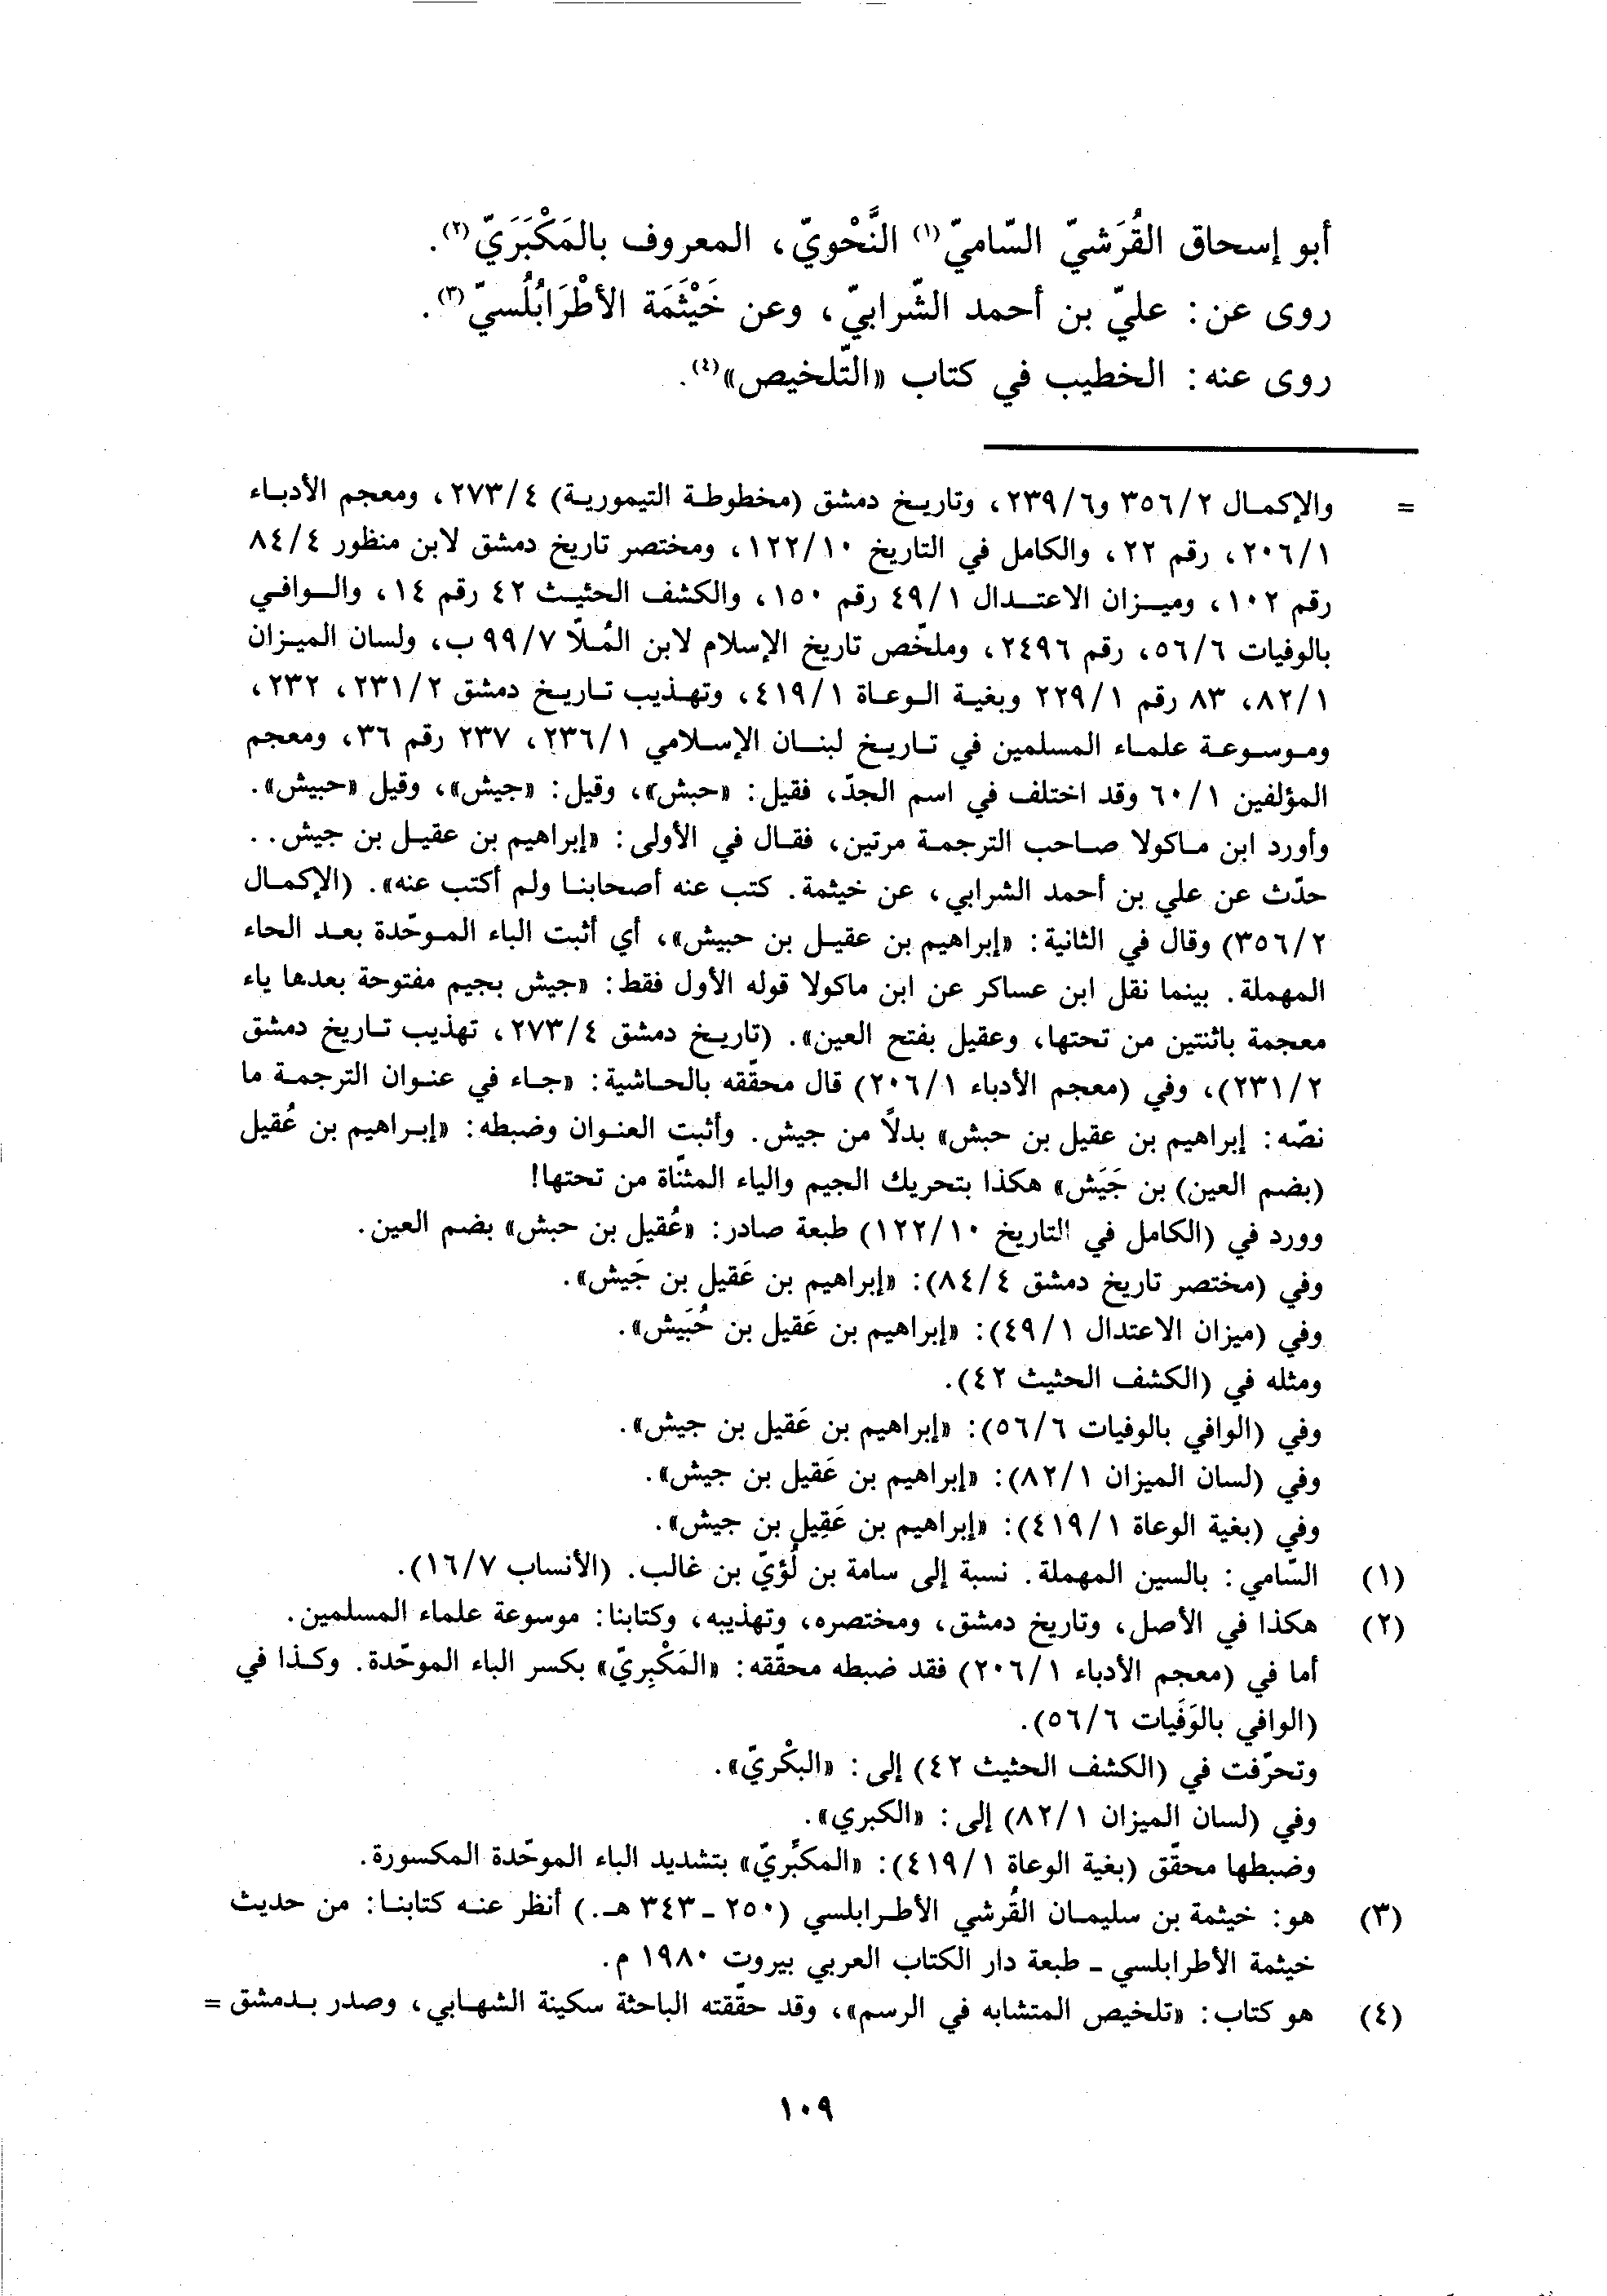 أبو إسحاق القُرَشيّ السّاميّ(١) النَّحْويّ، المعروف بالمَكْبَرَيّ(٢).
روى عن: عليّ بن أحمد الشّرابيّ، وعن خَيْثَمَة الأطْرَابُلُسيّ(٣).
روى عنه: الخطيب في كتاب «التّلخيص»(٤).
= والإكمال ٣٥٦/٢ و٢٣٩/٦، وتاريخ دمشق (مخطوطة التيمورية) ٢٧٣/٤، ومعجم الأدباء
٢٠٦/١، رقم ٢٢، والكامل في التاريخ ١٢٢/١٠، ومختصر تاريخ دمشق لابن منظور ٨٤/٤
رقم ١٠٢، وميزان الاعتدال ٤٩/١ رقم ١٥٠، والكشف الحثيث ٤٢ رقم ١٤، والوافي
بالوفيات ٥٦/٦، رقم ٢٤٩٦، وملخّص تاريخ الإسلام لابن المُلّا ٩٩/٧ ب، ولسان الميزان
٨٢/١، ٨٣ رقم ٢٢٩/١ وبغية الوعاة ٤١٩/١، وتهذيب تاريخ دمشق ٢٣١/٢، ٢٣٢،
وموسوعة علماء المسلمين في تاريخ لبنان الإسلامي ٢٣٦/١، ٢٣٧ رقم ٣٦، ومعجم
المؤلفين ٦٠/١ وقد اختلف في اسم الجدّ، فقيل: «حبش»، وقيل: «جيش»، وقيل «حبيش».
وأورد ابن ماكولا صاحب الترجمة مرتين، فقال في الأولى: «إبراهيم بن عقيل بن جيش..
حدّث عن علي بن أحمد الشرابي، عن خيثمة. كتب عنه أصحابنا ولم أكتب عنه». (الإكمال
٣٥٦/٢) وقال في الثانية: «إبراهيم بن عقيل بن حبيش»، أي أثبت الباء الموحّدة بعد الحاء
المهملة. بينما نقل ابن عساكر عن ابن ماكولا قوله الأول فقط: «جيش بجيم مفتوحة بعدها ياء
معجمة باثنتين من تحتها، وعقيل بفتح العين». (تاريخ دمشق ٢٧٣/٤، تهذيب تاريخ دمشق
٢٣١/٢)، وفي (معجم الأدباء ٢٠٦/١) قال محقّقه بالحاشية: «جاء في عنوان الترجمة ما
نصّه: إبراهيم بن عقيل بن حبش» بدلاً من جيش. وأثبت العنوان وضبطه: «إبراهيم بن عُقيل
(بضم العين) بن جَيَش» هكذا بتحريك الجيم والياء المثنّاة من تحتها!
وورد في (الكامل في التاريخ ١٢٢/١٠) طبعة صادر: «عُقيل بن حبش» بضم العين.
وفي (مختصر تاريخ دمشق ٨٤/٤): «إبراهيم بن عَقيل بن جَيش».
وفي (ميزان الاعتدال ٤٩/١): «إبراهيم بن عَقيل بن حُبَيش».
ومثله في (الكشف الحثيث ٤٢).
وفي (الوافي بالوفيات ٥٦/٦): «إبراهيم بن عَقيل بن جيش».
وفي (لسان الميزان ٨٢/١): «إبراهيم بن عَقيل بن جيش».
وفي (بغية الوعاة ٤١٩/١): «إبراهيم بن عَقِيل بن جيش».
(١) السّامي: بالسين المهملة. نسبة إلى سامة بن لُؤيّ بن غالب. (الأنساب ١٦/٧).
(٢) هكذا في الأصل، وتاريخ دمشق، ومختصره، وتهذيبه، وكتابنا: موسوعة علماء المسلمين.
أما في (معجم الأدباء ٢٠٦/١) فقد ضبطه محقّقه: «المَكْبِريّ» بكسر الباء الموحّدة. وكذا في
(الوافي بالوَفَيات ٥٦/٦).
وتحرّفت في (الكشف الحثيث ٤٢) إلى: «البكْريّ».
وفي (لسان الميزان ٨٢/١) إلى: «الكبري».
وضبطها محقّق (بغية الوعاة ٤١٩/١): «المكبِّريّ» بتشديد الباء الموحّدة المكسورة.
(٣) هو: خيثمة بن سليمان القُرشي الأطرابلسي (٢٥٠ - ٣٤٣ هـ.) أنظر عنه كتابنا: من حديث
خيثمة الأطرابلسي - طبعة دار الكتاب العربي بيروت ١٩٨٠ م.
(٤) هو كتاب: «تلخيص المتشابه في الرسم»، وقد حقّقته الباحثة سكينة الشهابي، وصدر بدمشق =
١٠٩